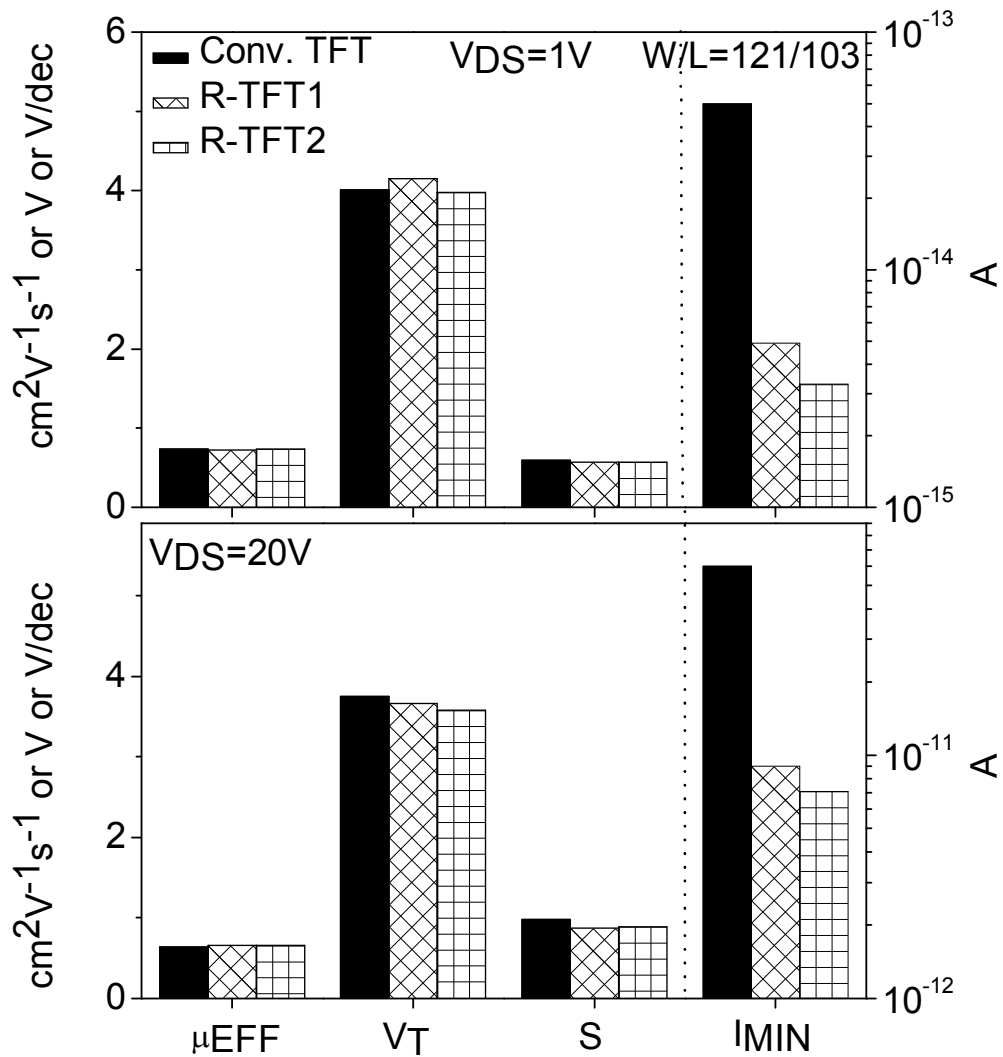 6
4
2
0
cm2V-1s-1 or V or V/dec
Conv. TFT
R-TFT1
R-TFT2
VDS=1V
W/L=121/103
10-13
10-14
10-15
A
4
2
0
cm2V-1s-1 or V or V/dec
VDS=20V
10-11
10-12
A
μEFF
VT
S
IMIN